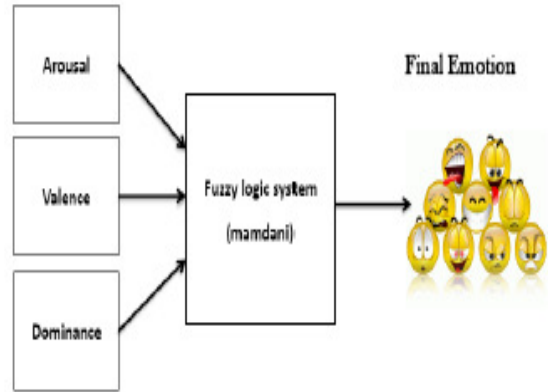 Arousal
Final Emotion
Valence
Fuzzy logic system
(mamdani)
Dominance